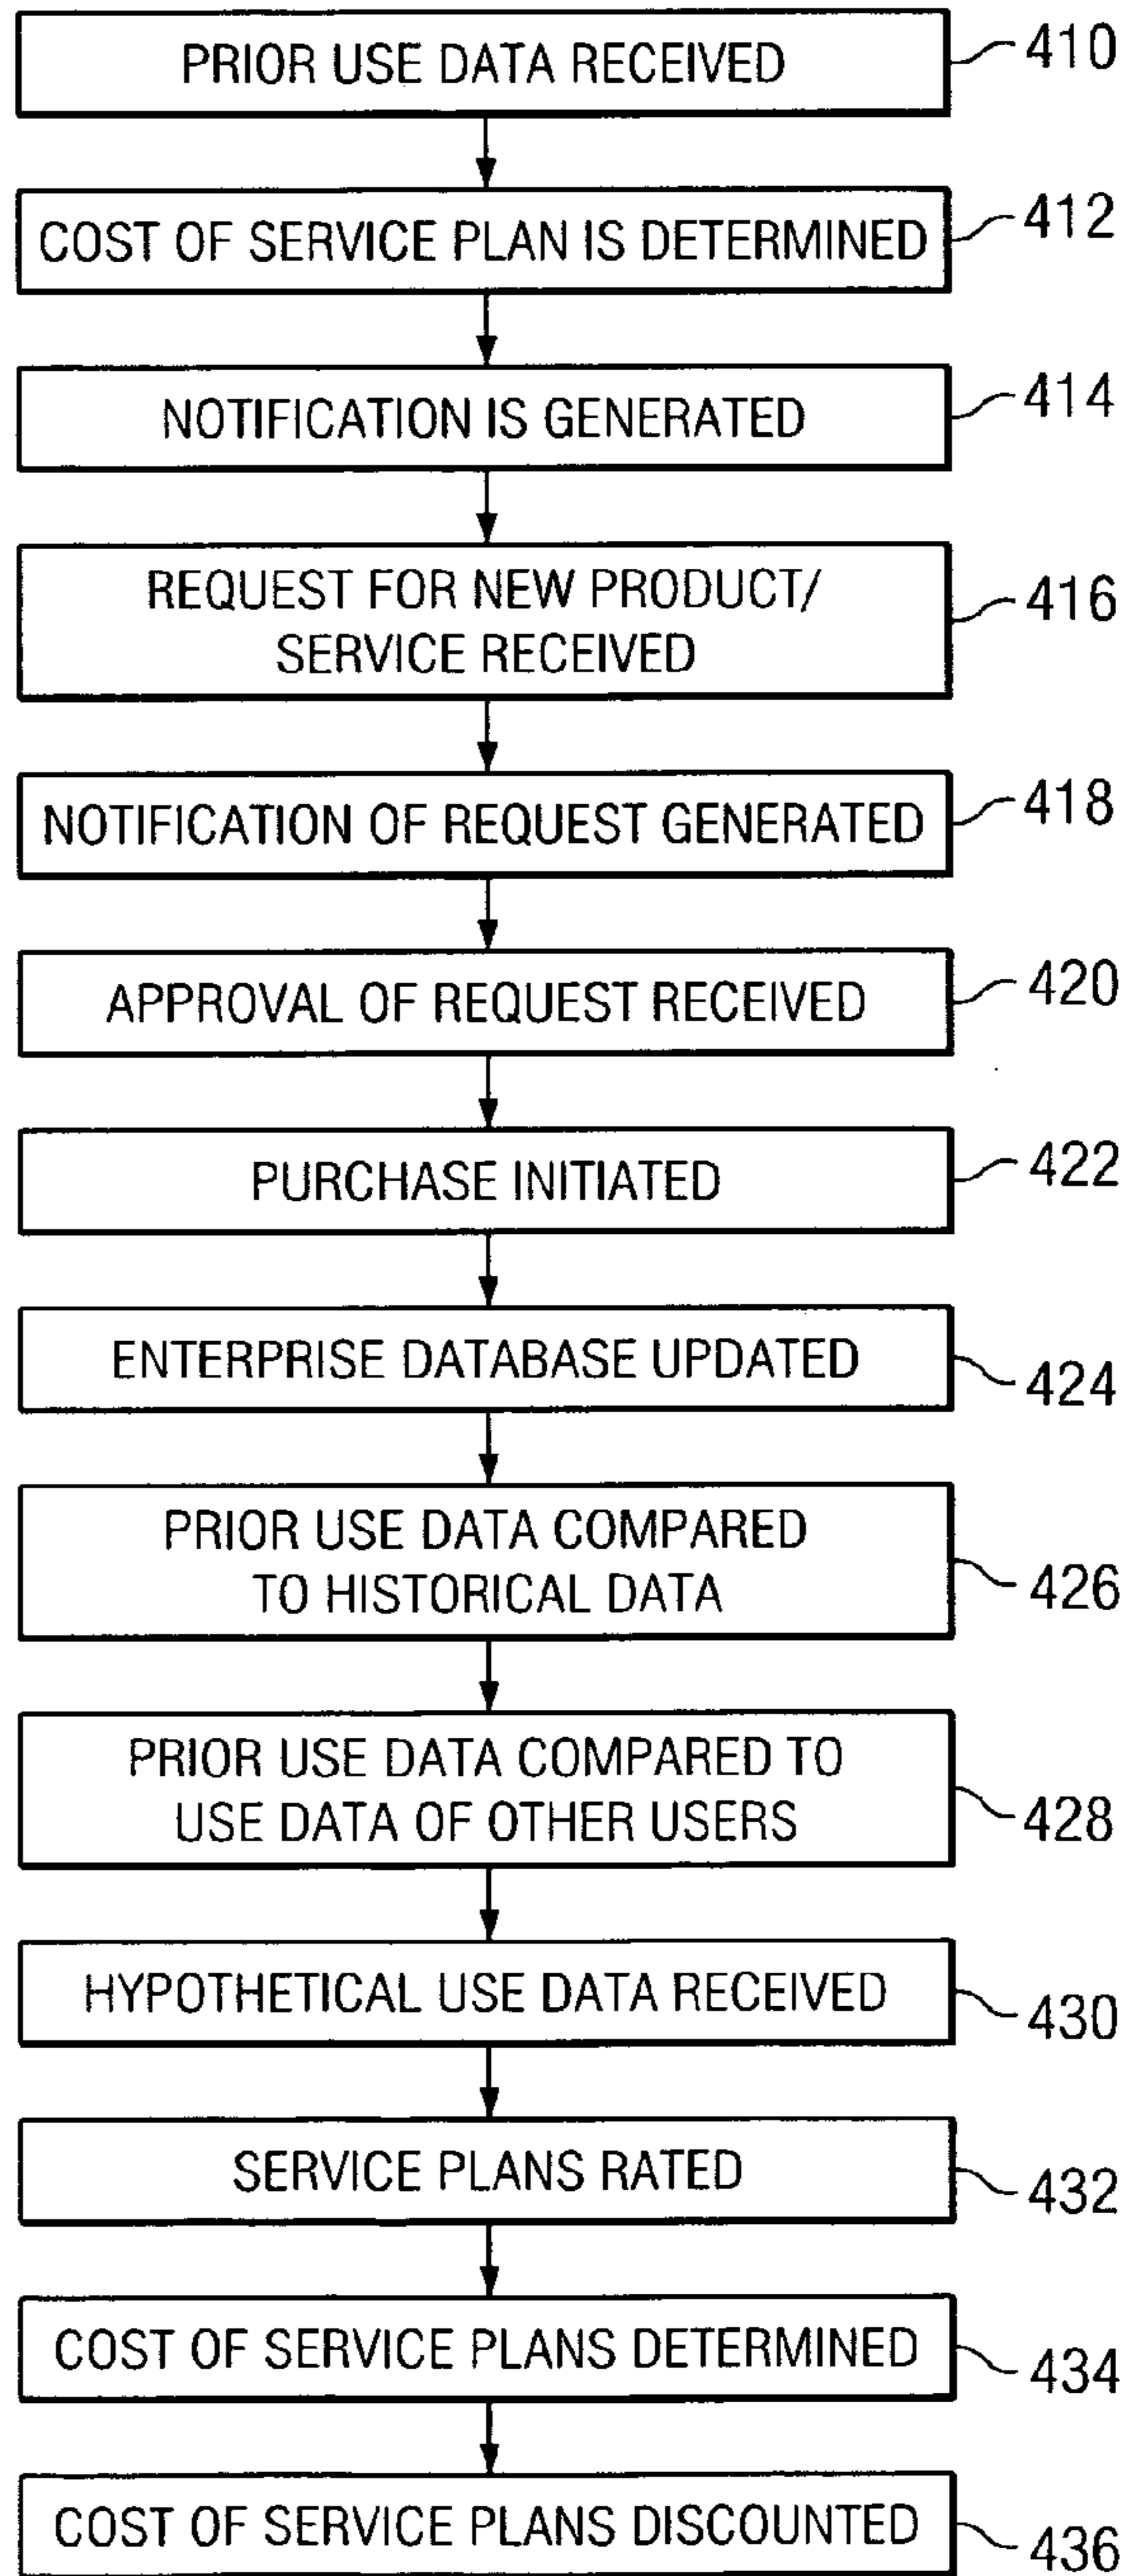 PRIOR USE DATA RECEIVED
410
COST OF SERVICE PLAN IS DETERMINED
412
NOTIFICATION IS GENERATED
414
REQUEST FOR NEW PRODUCT/
SERVICE RECEIVED
416
NOTIFICATION OF REQUEST GENERATED
418
APPROVAL OF REQUEST RECEIVED
420
PURCHASE INITIATED
422
ENTERPRISE DATABASE UPDATED
424
PRIOR USE DATA COMPARED
TO HISTORICAL DATA
426
PRIOR USE DATA COMPARED TO
USE DATA OF OTHER USERS
428
HYPOTHETICAL USE DATA RECEIVED
430
SERVICE PLANS RATED
432
COST OF SERVICE PLANS DETERMINED
434
COST OF SERVICE PLANS DISCOUNTED
436